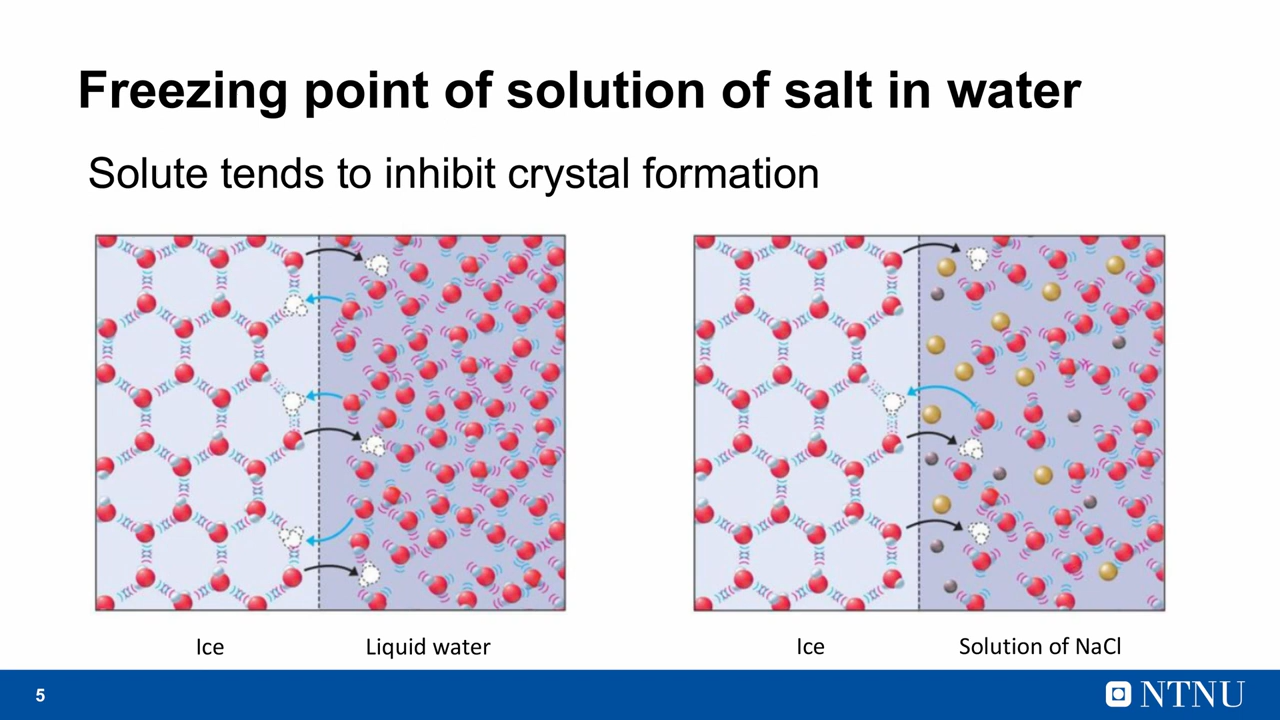 Freezing point of solution of salt in water
Solute tends to inhibit crystal formation
Ice
Liquid water
Ice
Solution of NaCl
5
NTNU